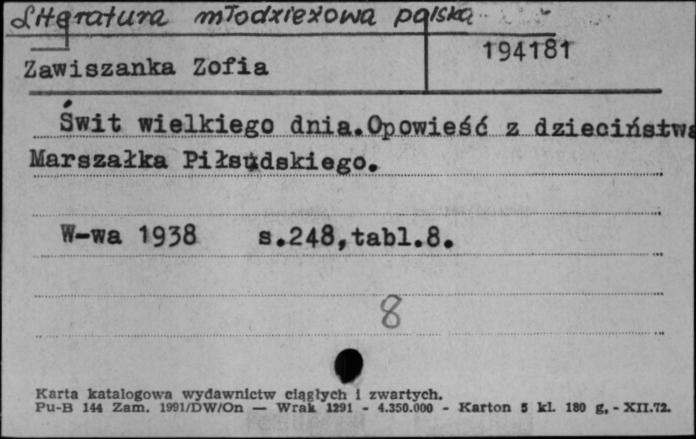 Literatura młodzieżowa polska
Zawiszanka Zofia
194181
Świt wielkiego dnia.Opowieść z dzieciństwa
Marszałka Piłsudskiego.
W-wa 1938 s.248,tabl.8.
8
Karta katalogowa wydawnictw ciągłych i zwartych.
Pu-B 144 Zam. 1991/DW/On — Wrak 1291 - 4.350.000 - Karton 5 kl. 180 g, - XII.72.